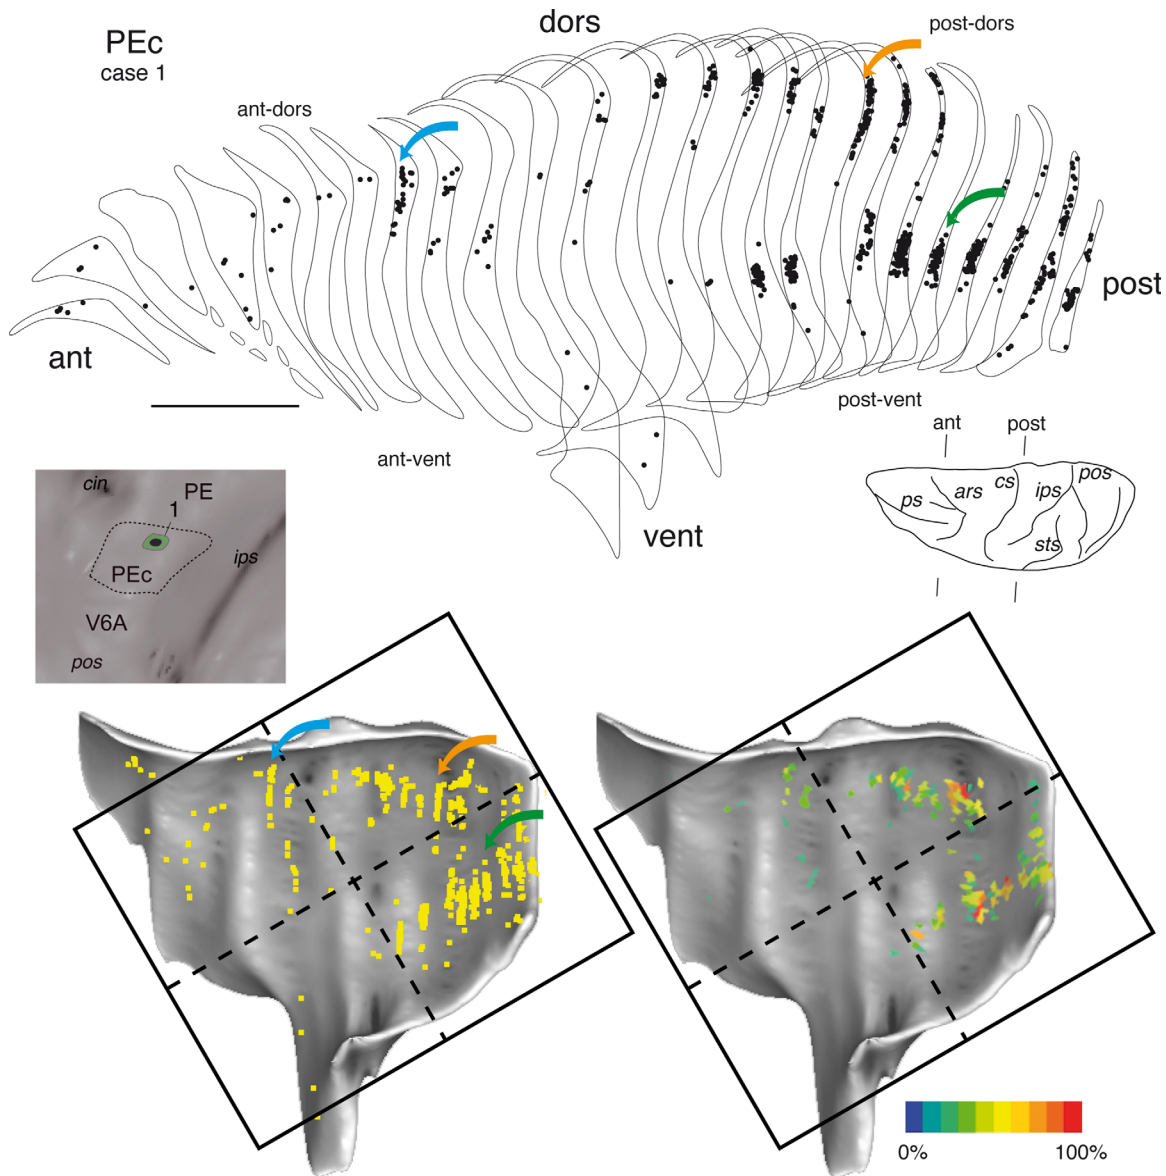 PEc
case 1
dors
post-dors
ant-dors
ant
post
ant-vent
post-vent
vent
cin
PE
1
ips
PEc
V6A
pos
ant
post
ps
ars
cs
ips
pos
sts
0%
100%